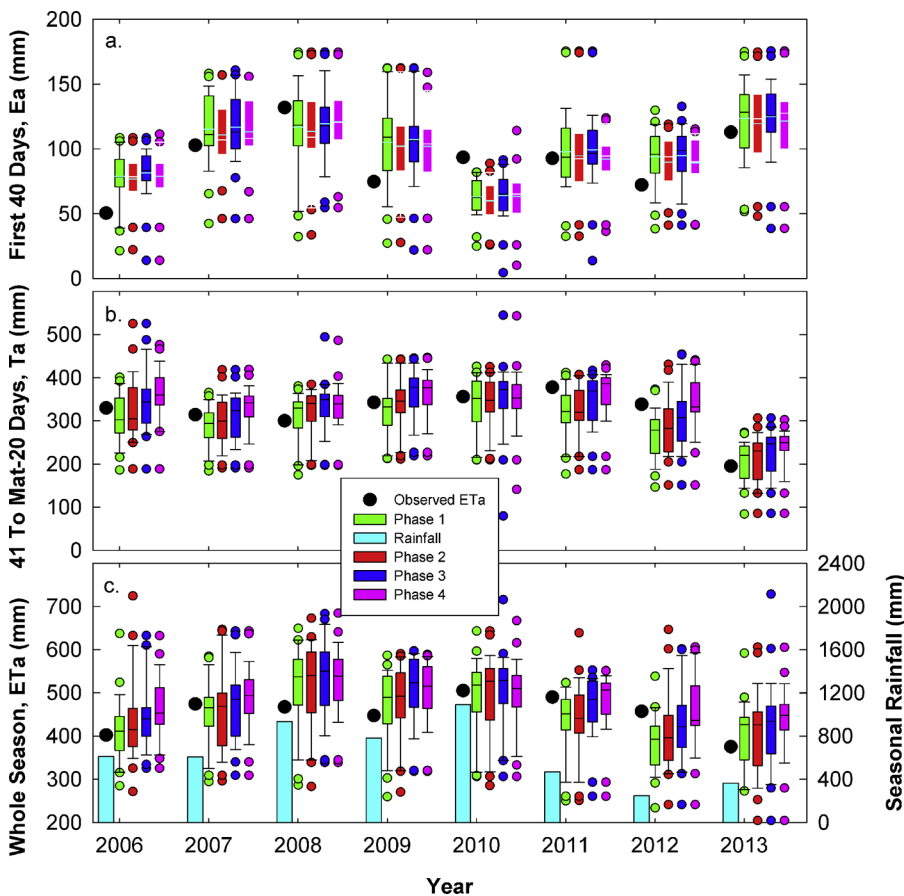 a.
First 40 Days, Ea (mm)
200
150
100
50
0
b.
41 To Mat-20 Days, Ta (mm)
500
400
300
200
100
0
Observed ETa
Phase 1
Rainfall
Phase 2
Phase 3
Phase 4
c.
Whole Season, ETa (mm)
700
600
500
400
300
200
2400
2000
1600
1200
800
400
0
Seasonal Rainfall (mm)
2006 2007 2008 2009 2010 2011 2012 2013
Year